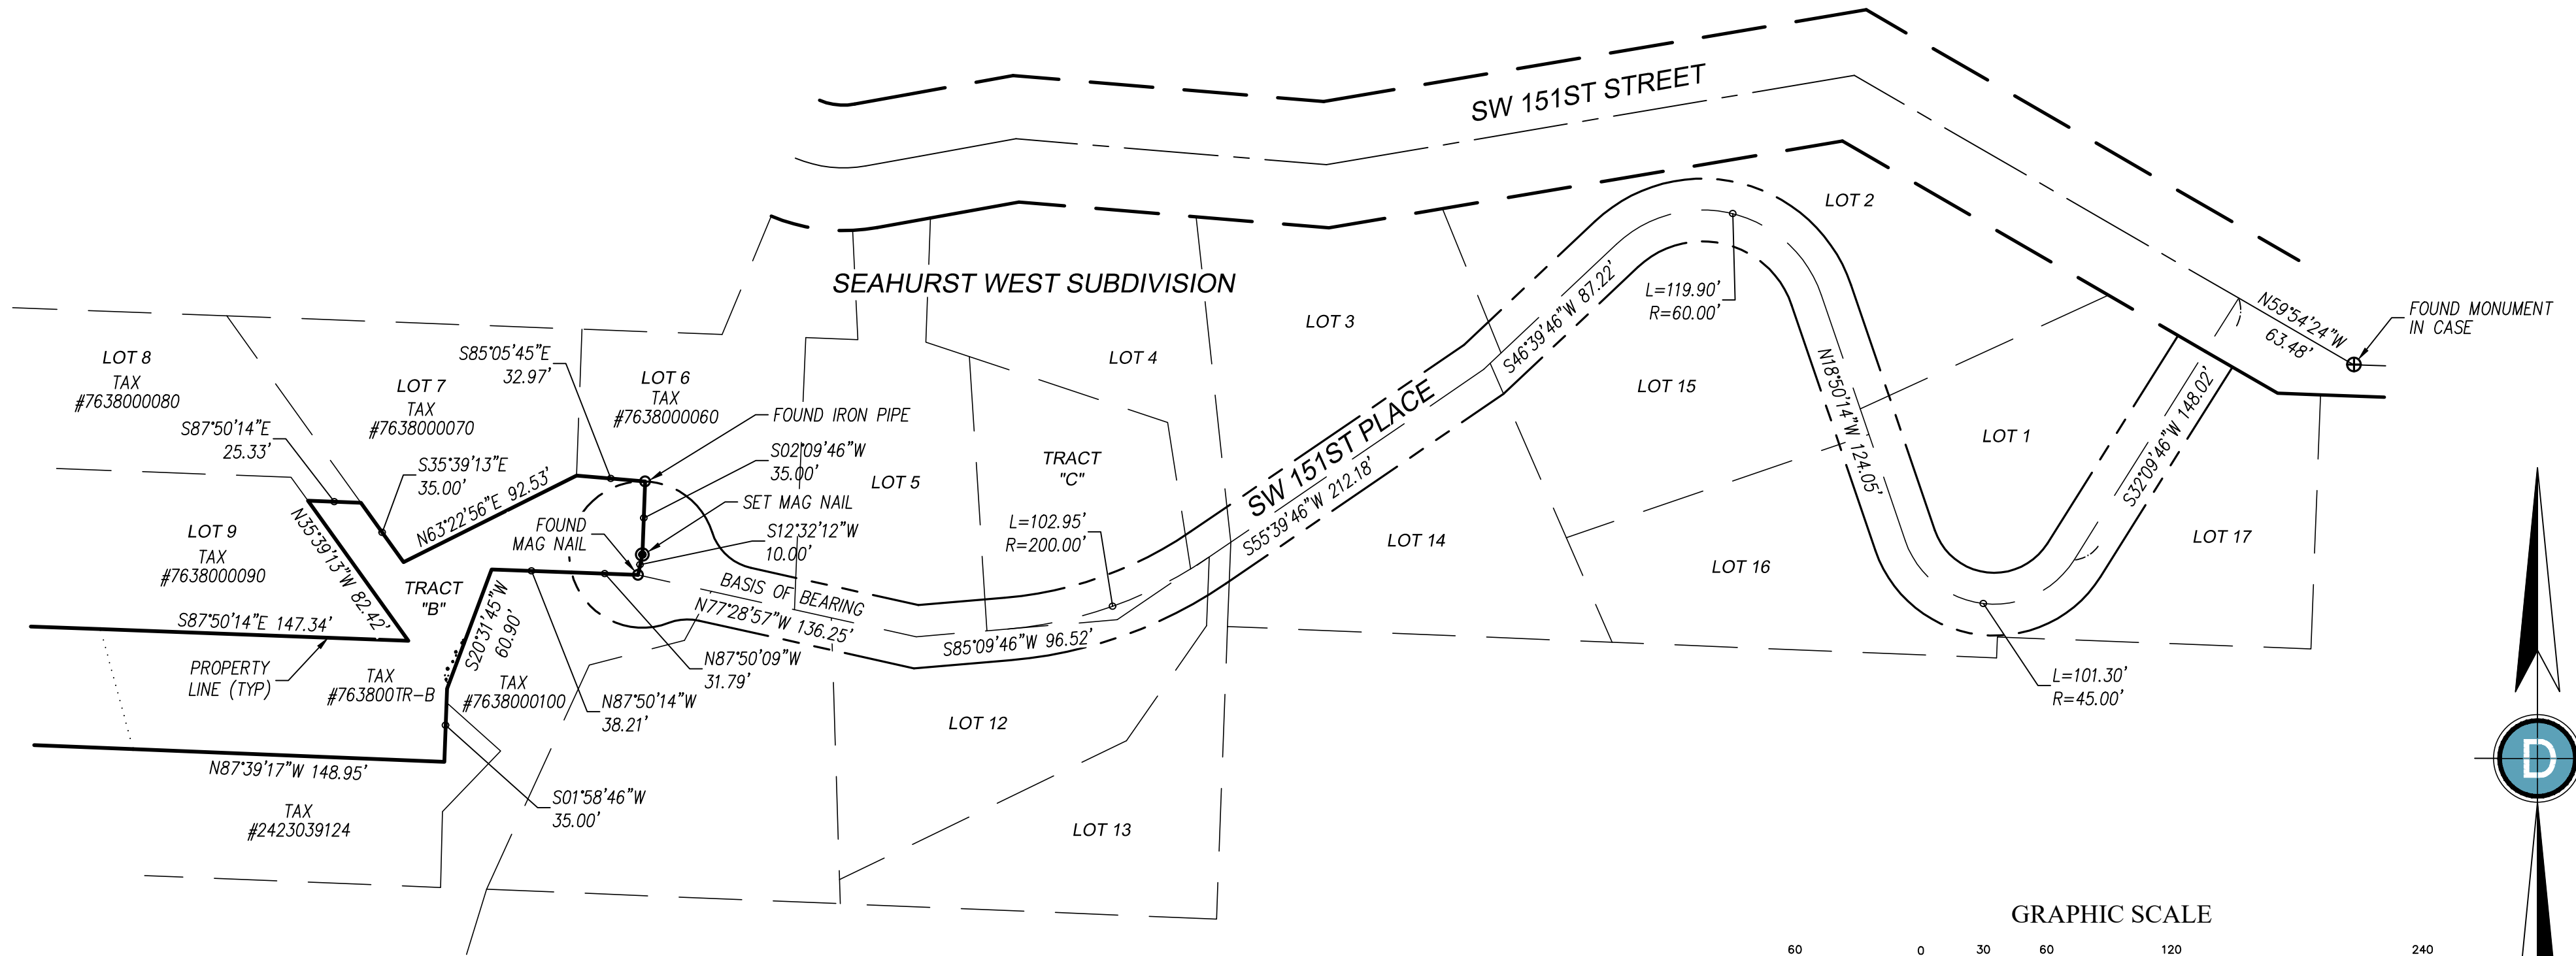 SW 151ST STREET
LOT 2
SEAHURST WEST SUBDIVISION
N59°54'24"W
63.48'
FOUND MONUMENT
IN CASE
L=119.90'
R=60.00'
S46°39'46"W 87.22'
LOT 3
LOT 4
LOT 8
TAX
#7638000080
S85°05'45"E
32.97'
LOT 7
TAX
#7638000070
LOT 6
TAX
#7638000060
FOUND IRON PIPE
S87°50'14"E
25.33'
S35°39'13"E
35.00'
S02°09'46"W
35.00'
LOT 5
TRACT
"C"
SW 151ST PLACE
LOT 15
N18°50'14"W 124.05'
LOT 1
S32°09'46"W 148.02'
N63°22'56"E 92.53'
SET MAG NAIL
FOUND
MAG NAIL
S12°32'12"W
10.00'
L=102.95'
R=200.00'
S55°39'46"W 212.18'
LOT 14
LOT 16
LOT 17
LOT 9
TAX
#7638000090
N35°39'13"W 82.42'
TRACT
"B"
BASIS OF BEARING
N77°28'57"W 136.25'
S85°09'46"W 96.52'
S87°50'14"E 147.34'
S20°31'45"W
60.90'
PROPERTY
LINE (TYP)
TAX
#763800TR-B
TAX
#7638000100
N87°50'09"W
31.79'
N87°50'14"W
38.21'
LOT 12
L=101.30'
R=45.00'
N87°39'17"W 148.95'
S01°58'46"W
35.00'
TAX
#2423039124
LOT 13
D
GRAPHIC SCALE
60 0 30 60 120 240